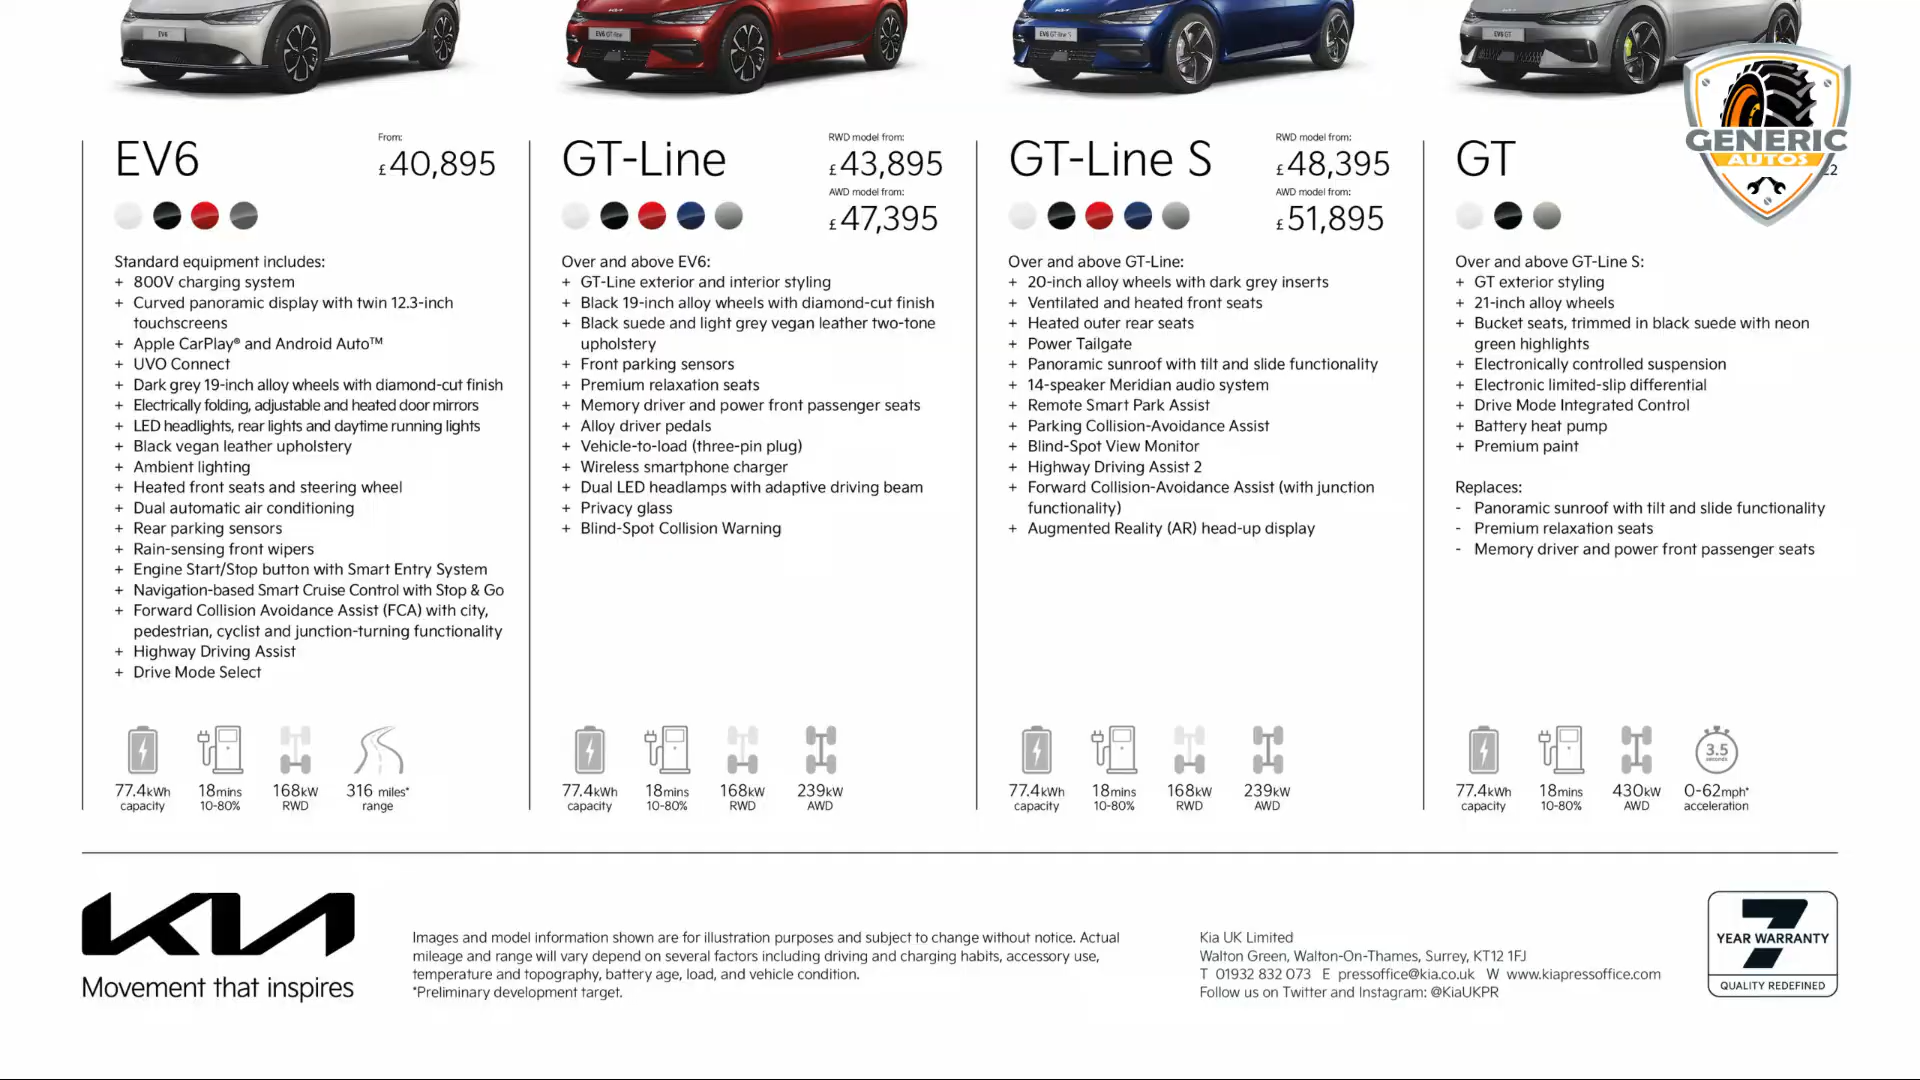 EV6
EV6 GT-line
EV6 GT-line S
EV6 GT
GENERIC
AUTOS
EV6
From:
£40,895
Standard equipment includes:
+ 800V charging system
+ Curved panoramic display with twin 12.3-inch
touchscreens
+ Apple CarPlay® and Android Auto™
+ UVO Connect
+ Dark grey 19-inch alloy wheels with diamond-cut finish
+ Electrically folding, adjustable and heated door mirrors
+ LED headlights, rear lights and daytime running lights
+ Black vegan leather upholstery
+ Ambient lighting
+ Heated front seats and steering wheel
+ Dual automatic air conditioning
+ Rear parking sensors
+ Rain-sensing front wipers
+ Engine Start/Stop button with Smart Entry System
+ Navigation-based Smart Cruise Control with Stop & Go
+ Forward Collision Avoidance Assist (FCA) with city,
pedestrian, cyclist and junction-turning functionality
+ Highway Driving Assist
+ Drive Mode Select
77.4kWh
capacity
18mins
10-80%
168kW
RWD
316 miles*
range
GT-Line
RWD model from:
£43,895
AWD model from:
£47,395
Over and above EV6:
+ GT-Line exterior and interior styling
+ Black 19-inch alloy wheels with diamond-cut finish
+ Black suede and light grey vegan leather two-tone
upholstery
+ Front parking sensors
+ Premium relaxation seats
+ Memory driver and power front passenger seats
+ Alloy driver pedals
+ Vehicle-to-load (three-pin plug)
+ Wireless smartphone charger
+ Dual LED headlamps with adaptive driving beam
+ Privacy glass
+ Blind-Spot Collision Warning
77.4kWh
capacity
18mins
10-80%
168kW
RWD
239kW
AWD
GT-Line S
RWD model from:
£48,395
AWD model from:
£51,895
Over and above GT-Line:
+ 20-inch alloy wheels with dark grey inserts
+ Ventilated and heated front seats
+ Heated outer rear seats
+ Power Tailgate
+ Panoramic sunroof with tilt and slide functionality
+ 14-speaker Meridian audio system
+ Remote Smart Park Assist
+ Parking Collision-Avoidance Assist
+ Blind-Spot View Monitor
+ Highway Driving Assist 2
+ Forward Collision-Avoidance Assist (with junction
functionality)
+ Augmented Reality (AR) head-up display
77.4kWh
capacity
18mins
10-80%
168kW
RWD
239kW
AWD
GT
Over and above GT-Line S:
+ GT exterior styling
+ 21-inch alloy wheels
+ Bucket seats, trimmed in black suede with neon
green highlights
+ Electronically controlled suspension
+ Electronic limited-slip differential
+ Drive Mode Integrated Control
+ Battery heat pump
+ Premium paint
Replaces:
- Panoramic sunroof with tilt and slide functionality
- Premium relaxation seats
- Memory driver and power front passenger seats
77.4kWh
capacity
18mins
10-80%
430kW
AWD
3.5
seconds
0-62mph*
acceleration
KIA
Movement that inspires
Images and model information shown are for illustration purposes and subject to change without notice. Actual
mileage and range will vary depend on several factors including driving and charging habits, accessory use,
temperature and topography, battery age, load, and vehicle condition.
*Preliminary development target.
Kia UK Limited
Walton Green, Walton-On-Thames, Surrey, KT12 1FJ
T 01932 832 073 E pressoffice@kia.co.uk W www.kiapressoffice.com
Follow us on Twitter and Instagram: @KiaUKPR
7
YEAR WARRANTY
QUALITY REDEFINED